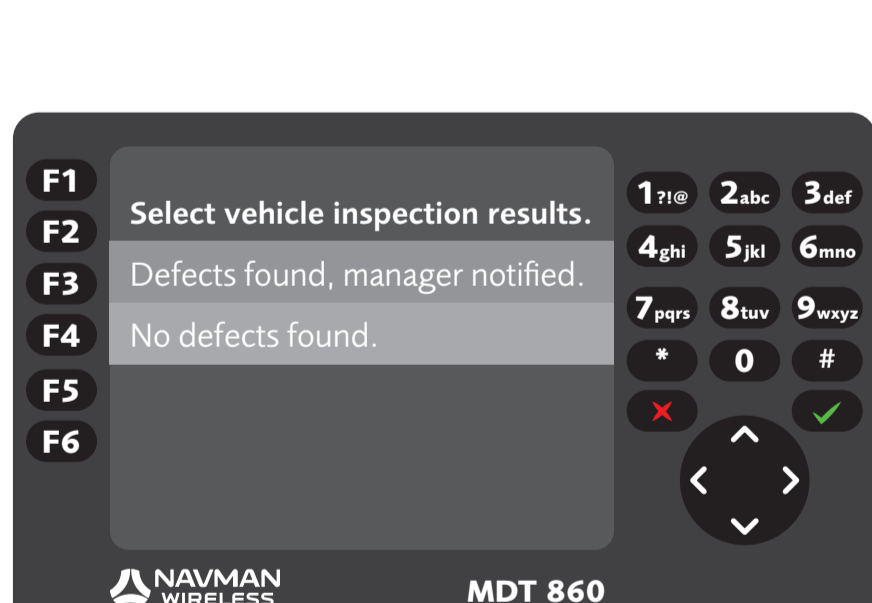 F1
F2
F3
F4
F5
F6
Select vehicle inspection results.
Defects found, manager notified.
No defects found.
1?!@ 2abc 3def
4ghi 5jkl 6mno
7pqrs 8tuv 9wxyz
* 0 #
NAVMAN
WIRELESS
MDT 860